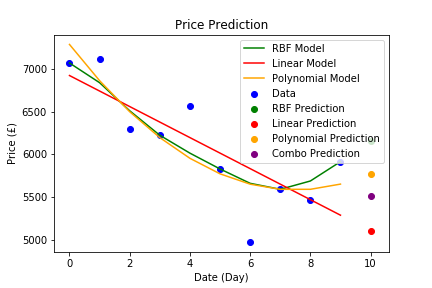 Price Prediction
RBF Model
Linear Model
Polynomial Model
Data
RBF Prediction
Linear Prediction
Polynomial Prediction
Combo Prediction
7000
6500
6000
5500
5000
Price (£)
0 2 4 6 8 10
Date (Day)